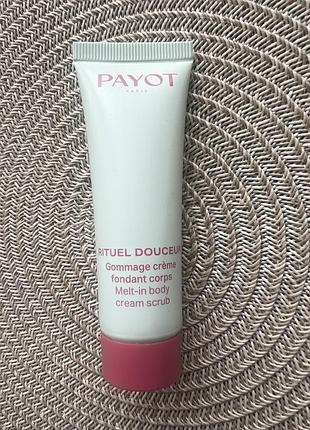 PAYOT
PARIS
RITUEL DOUCEUR
Gommage crème
fondant corps
Melt-in body
cream scrub